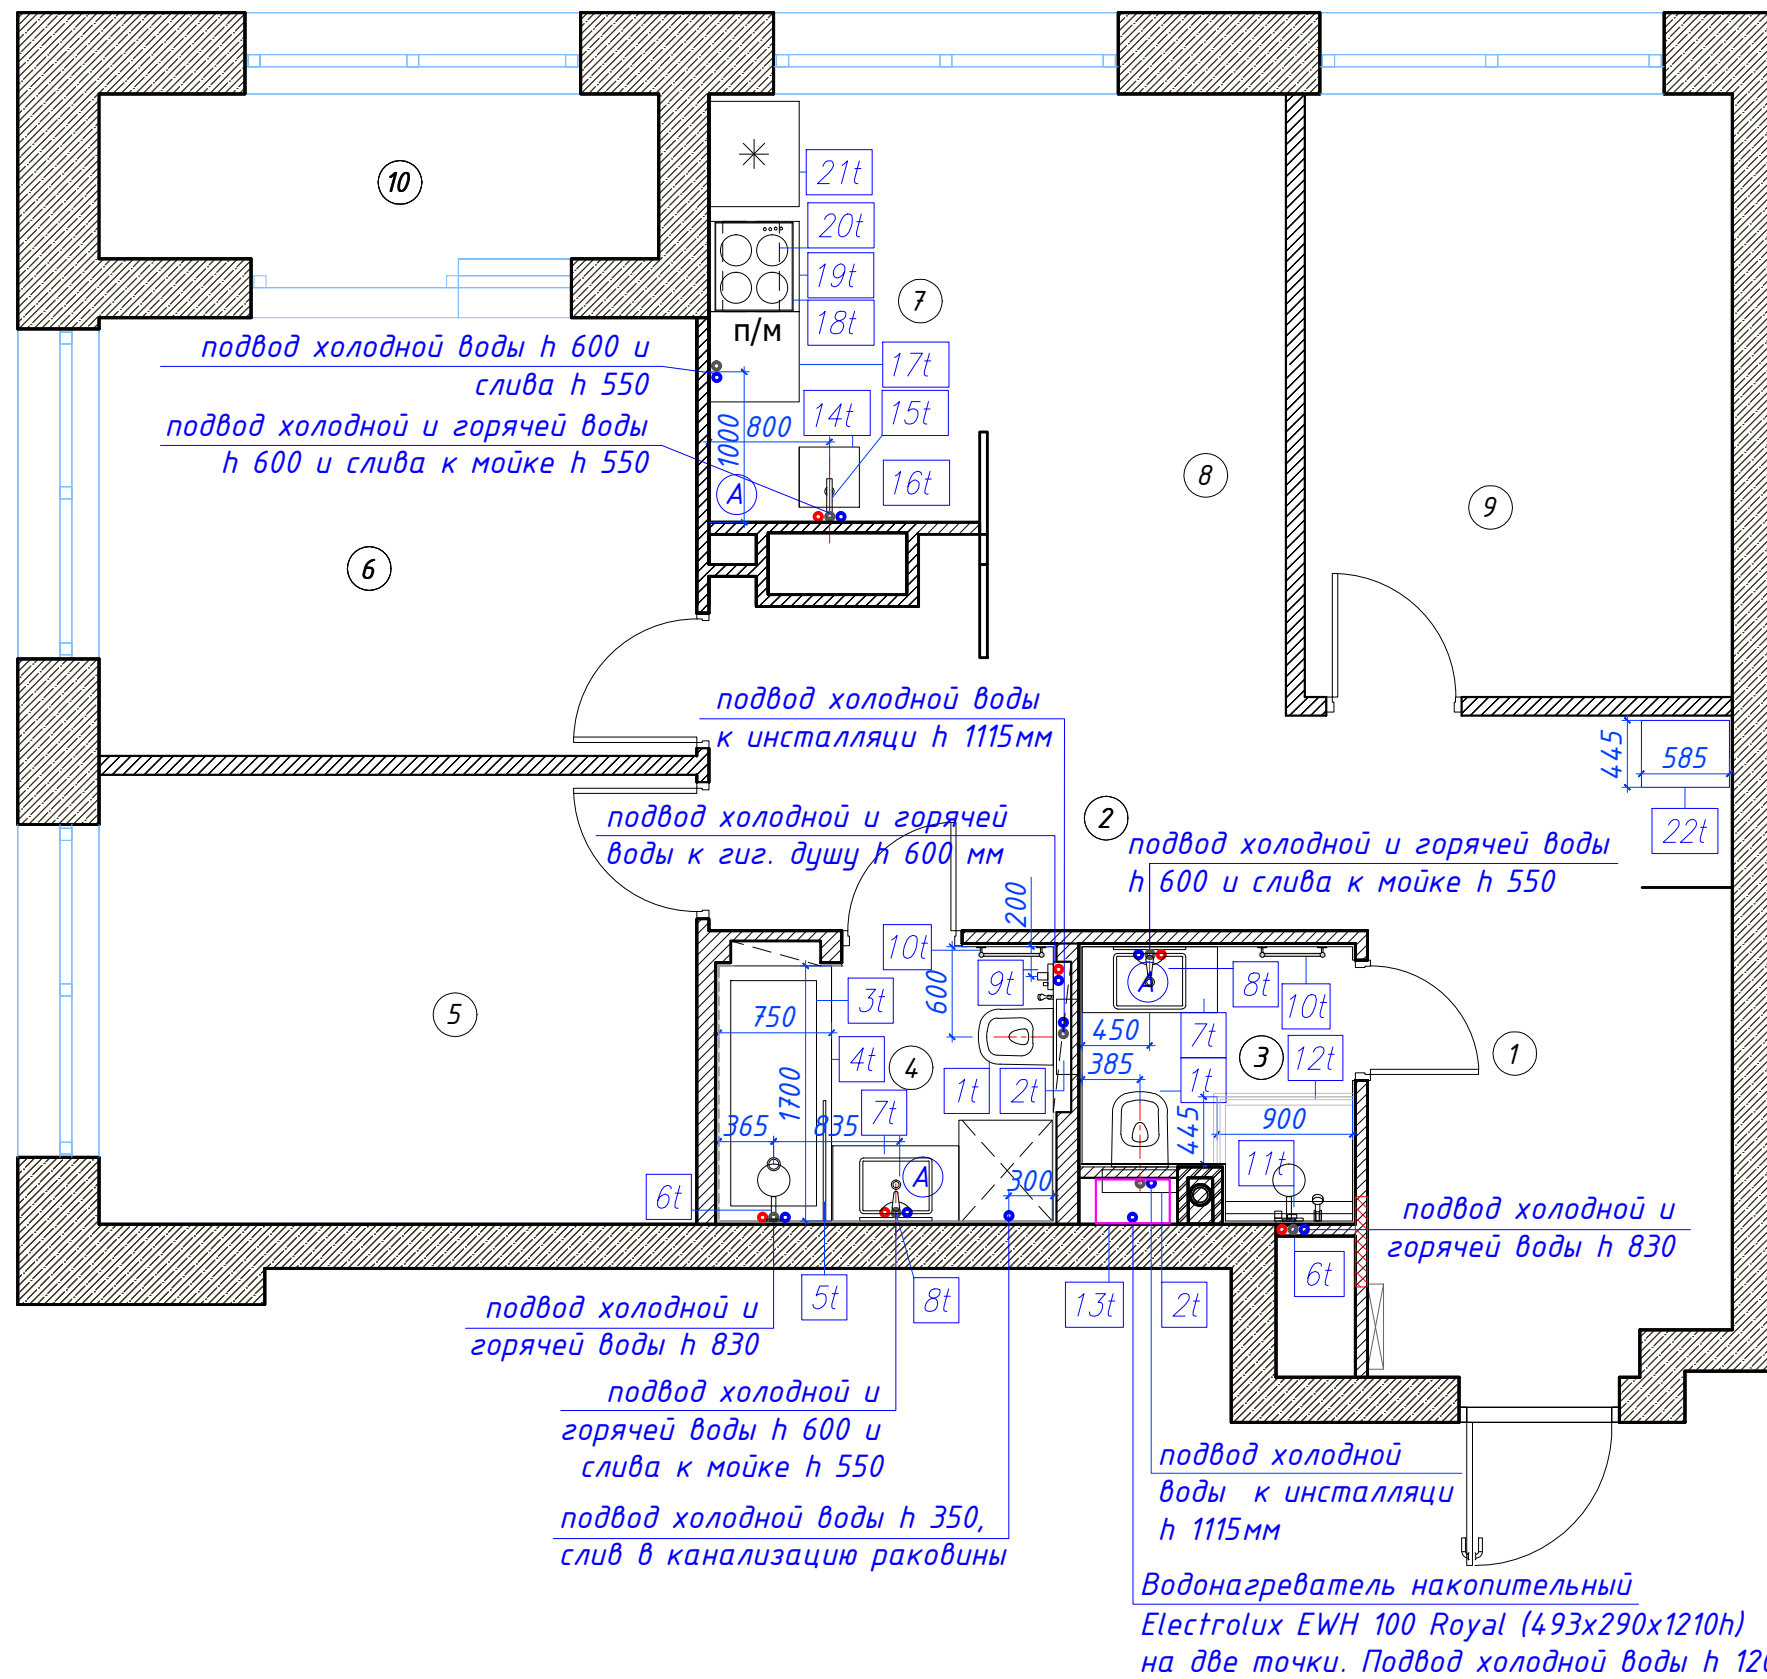 10
21t
20t
19t
7
18t
п/м
подвод холодной воды h 600 и
слива h 550
17t
14t
15t
1000
800
подвод холодной и горячей воды
h 600 и слива к мойке h 550
16t
A
8
9
6
подвод холодной воды
к инсталляци h 1115мм
445
585
22t
2
подвод холодной и горячей
воды к гиг. душу h 600 мм
подвод холодной и горячей воды
h 600 и слива к мойке h 550
200
10t
600
9t
3t
A
8t
10t
5
750
4t
4
1700
450
7t
3
12t
1
1t
2t
385
1t
7t
365
835
445
900
11t
A
300
6t
подвод холодной и
горячей воды h 830
6t
5t
8t
13t
2t
подвод холодной и
горячей воды h 830
подвод холодной и
горячей воды h 600 и
слива к мойке h 550
подвод холодной
воды к инсталляци
h 1115мм
подвод холодной воды h 350,
слив в канализацию раковины
Водонагреватель накопительный
Electrolux EWH 100 Royal (493x290x1210h)
на две точки. Подвод холодной воды h